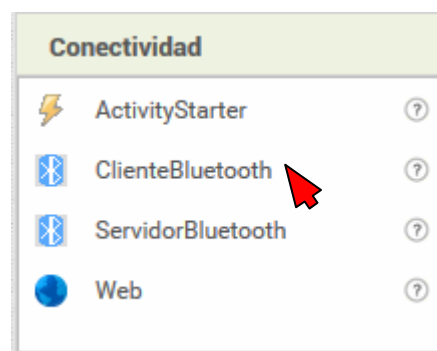 Conectividad
ActivityStarter ?
ClienteBluetooth ?
ServidorBluetooth ?
Web ?